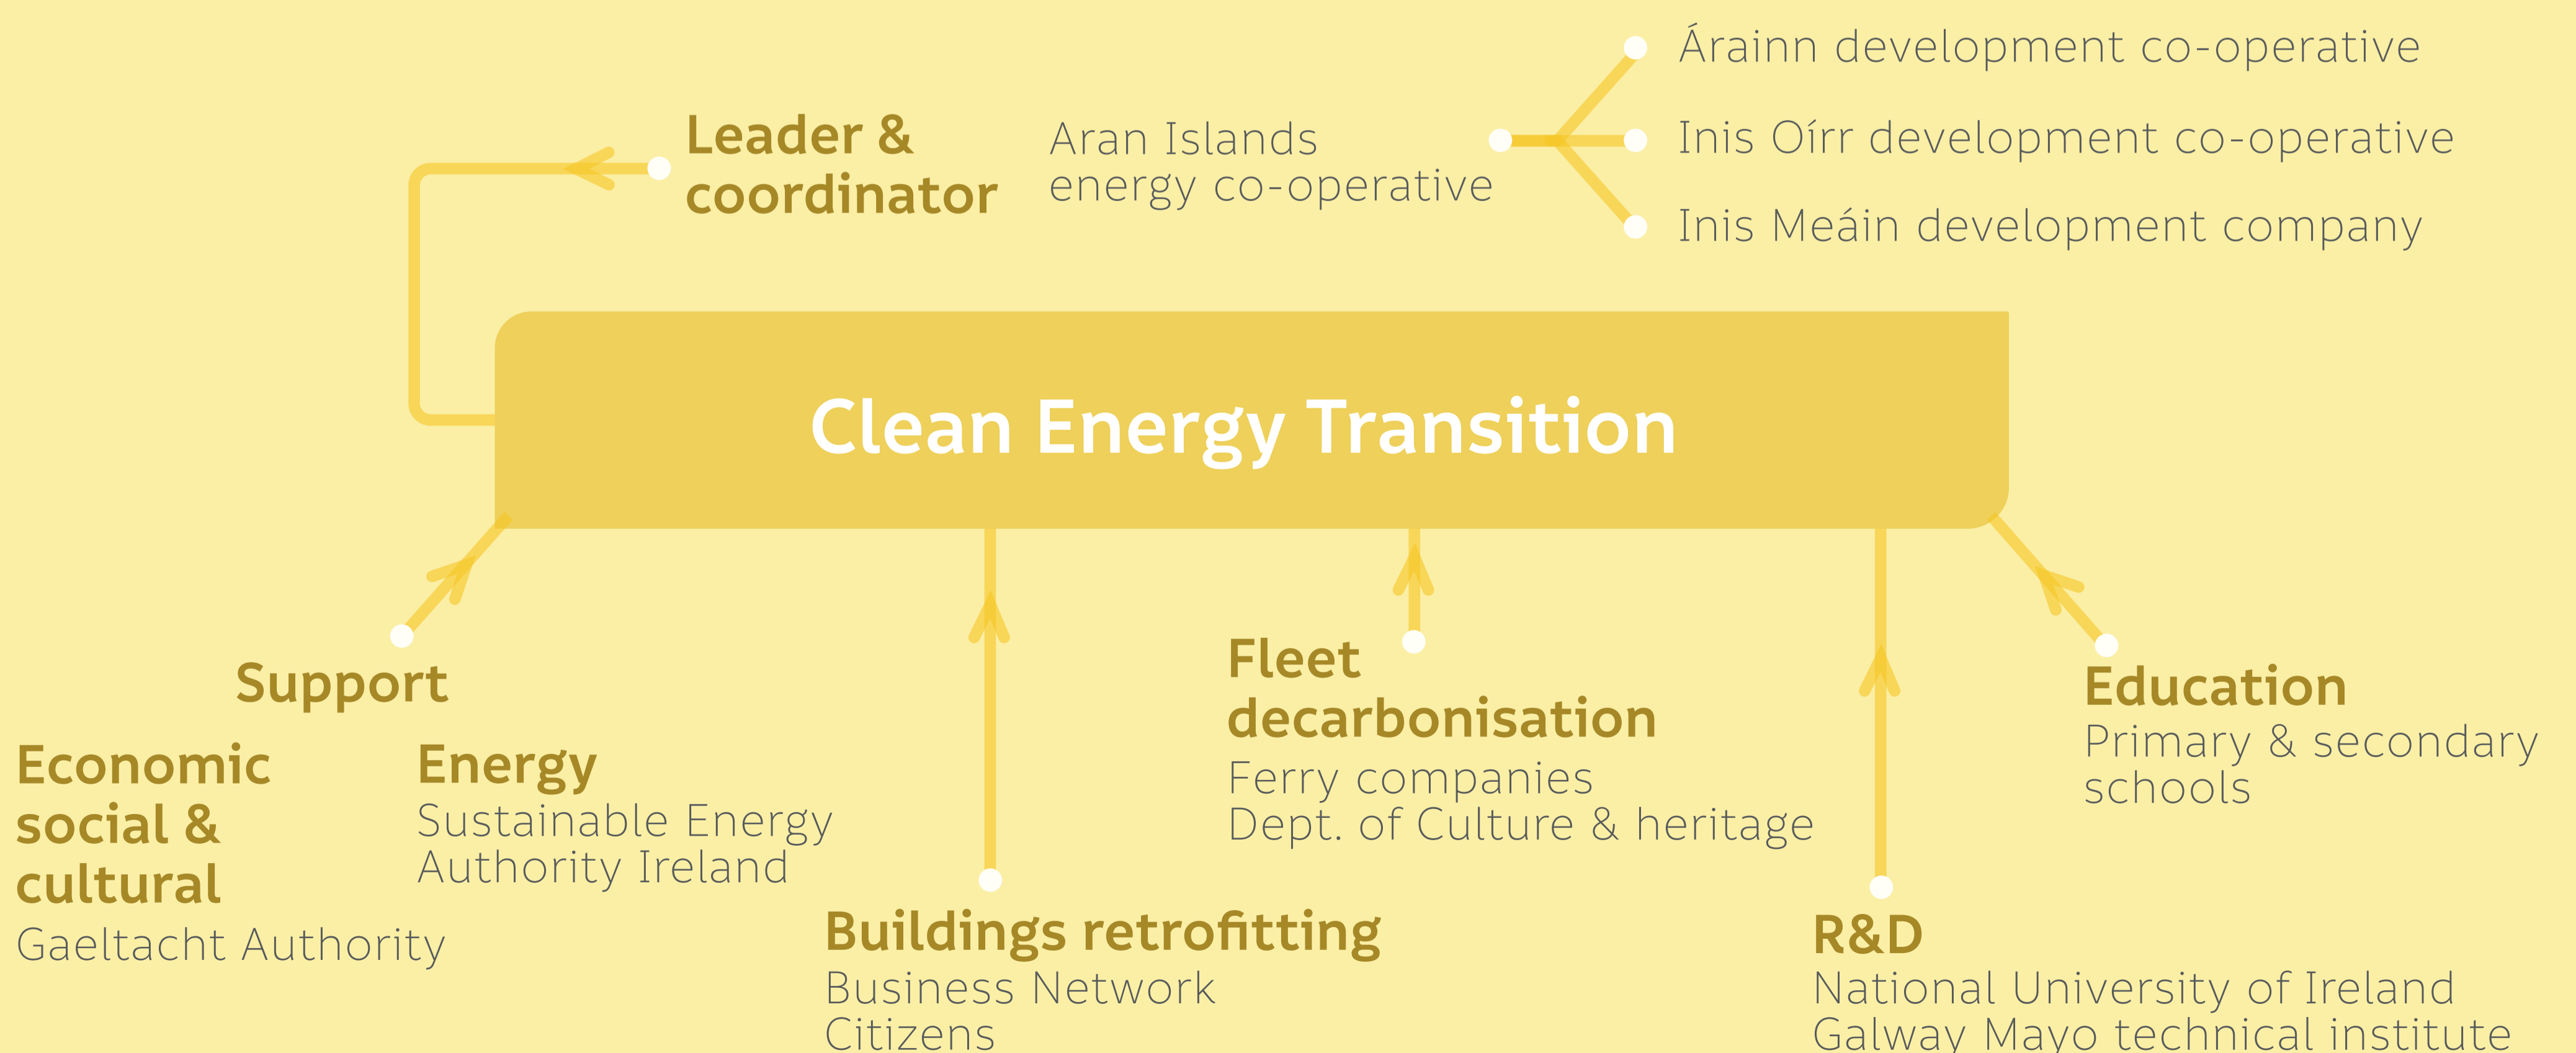 Árainn development co-operative
Leader &
coordinator
Aran Islands
energy co-operative
Inis Oírr development co-operative
Inis Meáin development company
Clean Energy Transition
Support
Economic
social &
cultural
Gaeltacht Authority
Energy
Sustainable Energy
Authority Ireland
Buildings retrofitting
Business Network
Citizens
Fleet
decarbonisation
Ferry companies
Dept. of Culture & heritage
R&D
National University of Ireland
Galway Mayo technical institute
Education
Primary & secondary
schools